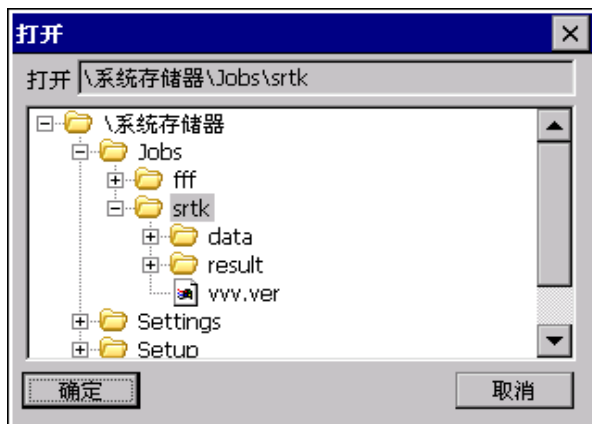 打开
打开 \系统存储器\Jobs\srtk
\系统存储器
Jobs
fff
srtk
data
result
vvv.ver
Settings
Setup
确定 取消